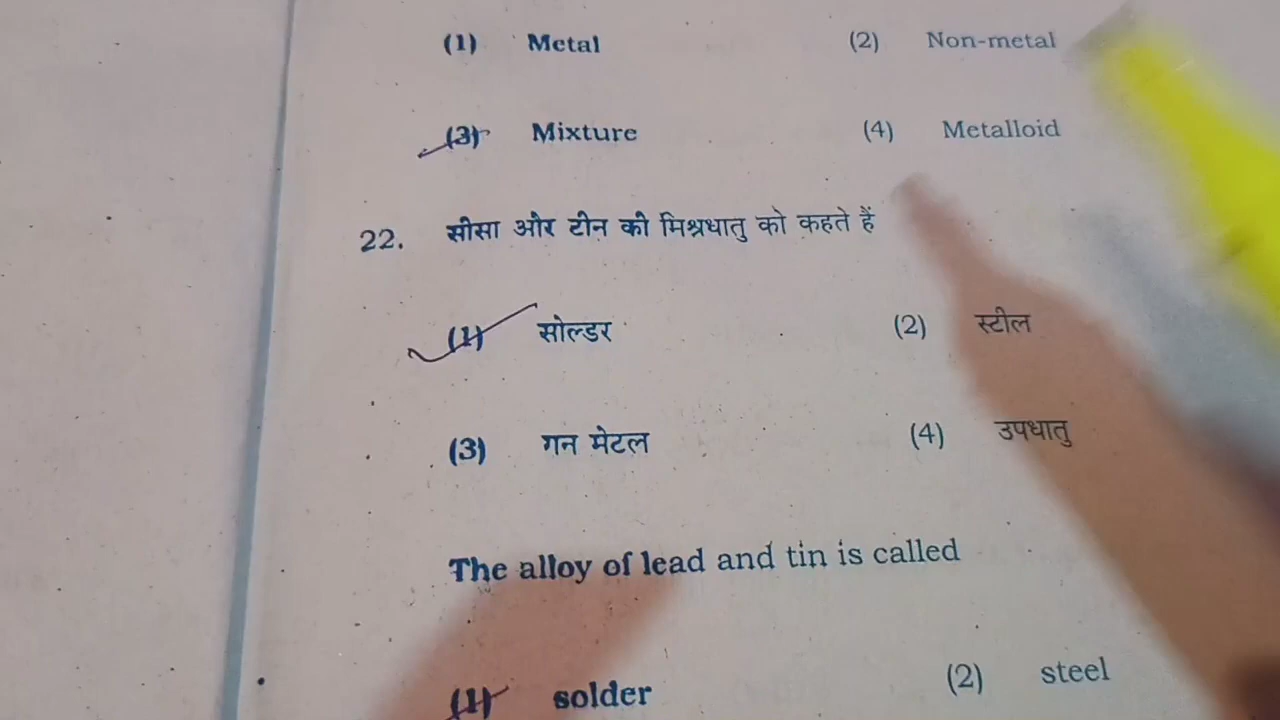 (1) Metal (2) Non-metal
(3) Mixture (4) Metalloid
22. सीसा और टीन की मिश्रधातु को कहते हैं
(1) सोल्डर (2) स्टील
(3) गन मेटल (4) उपधातु
The alloy of lead and tin is called
(1) solder (2) steel